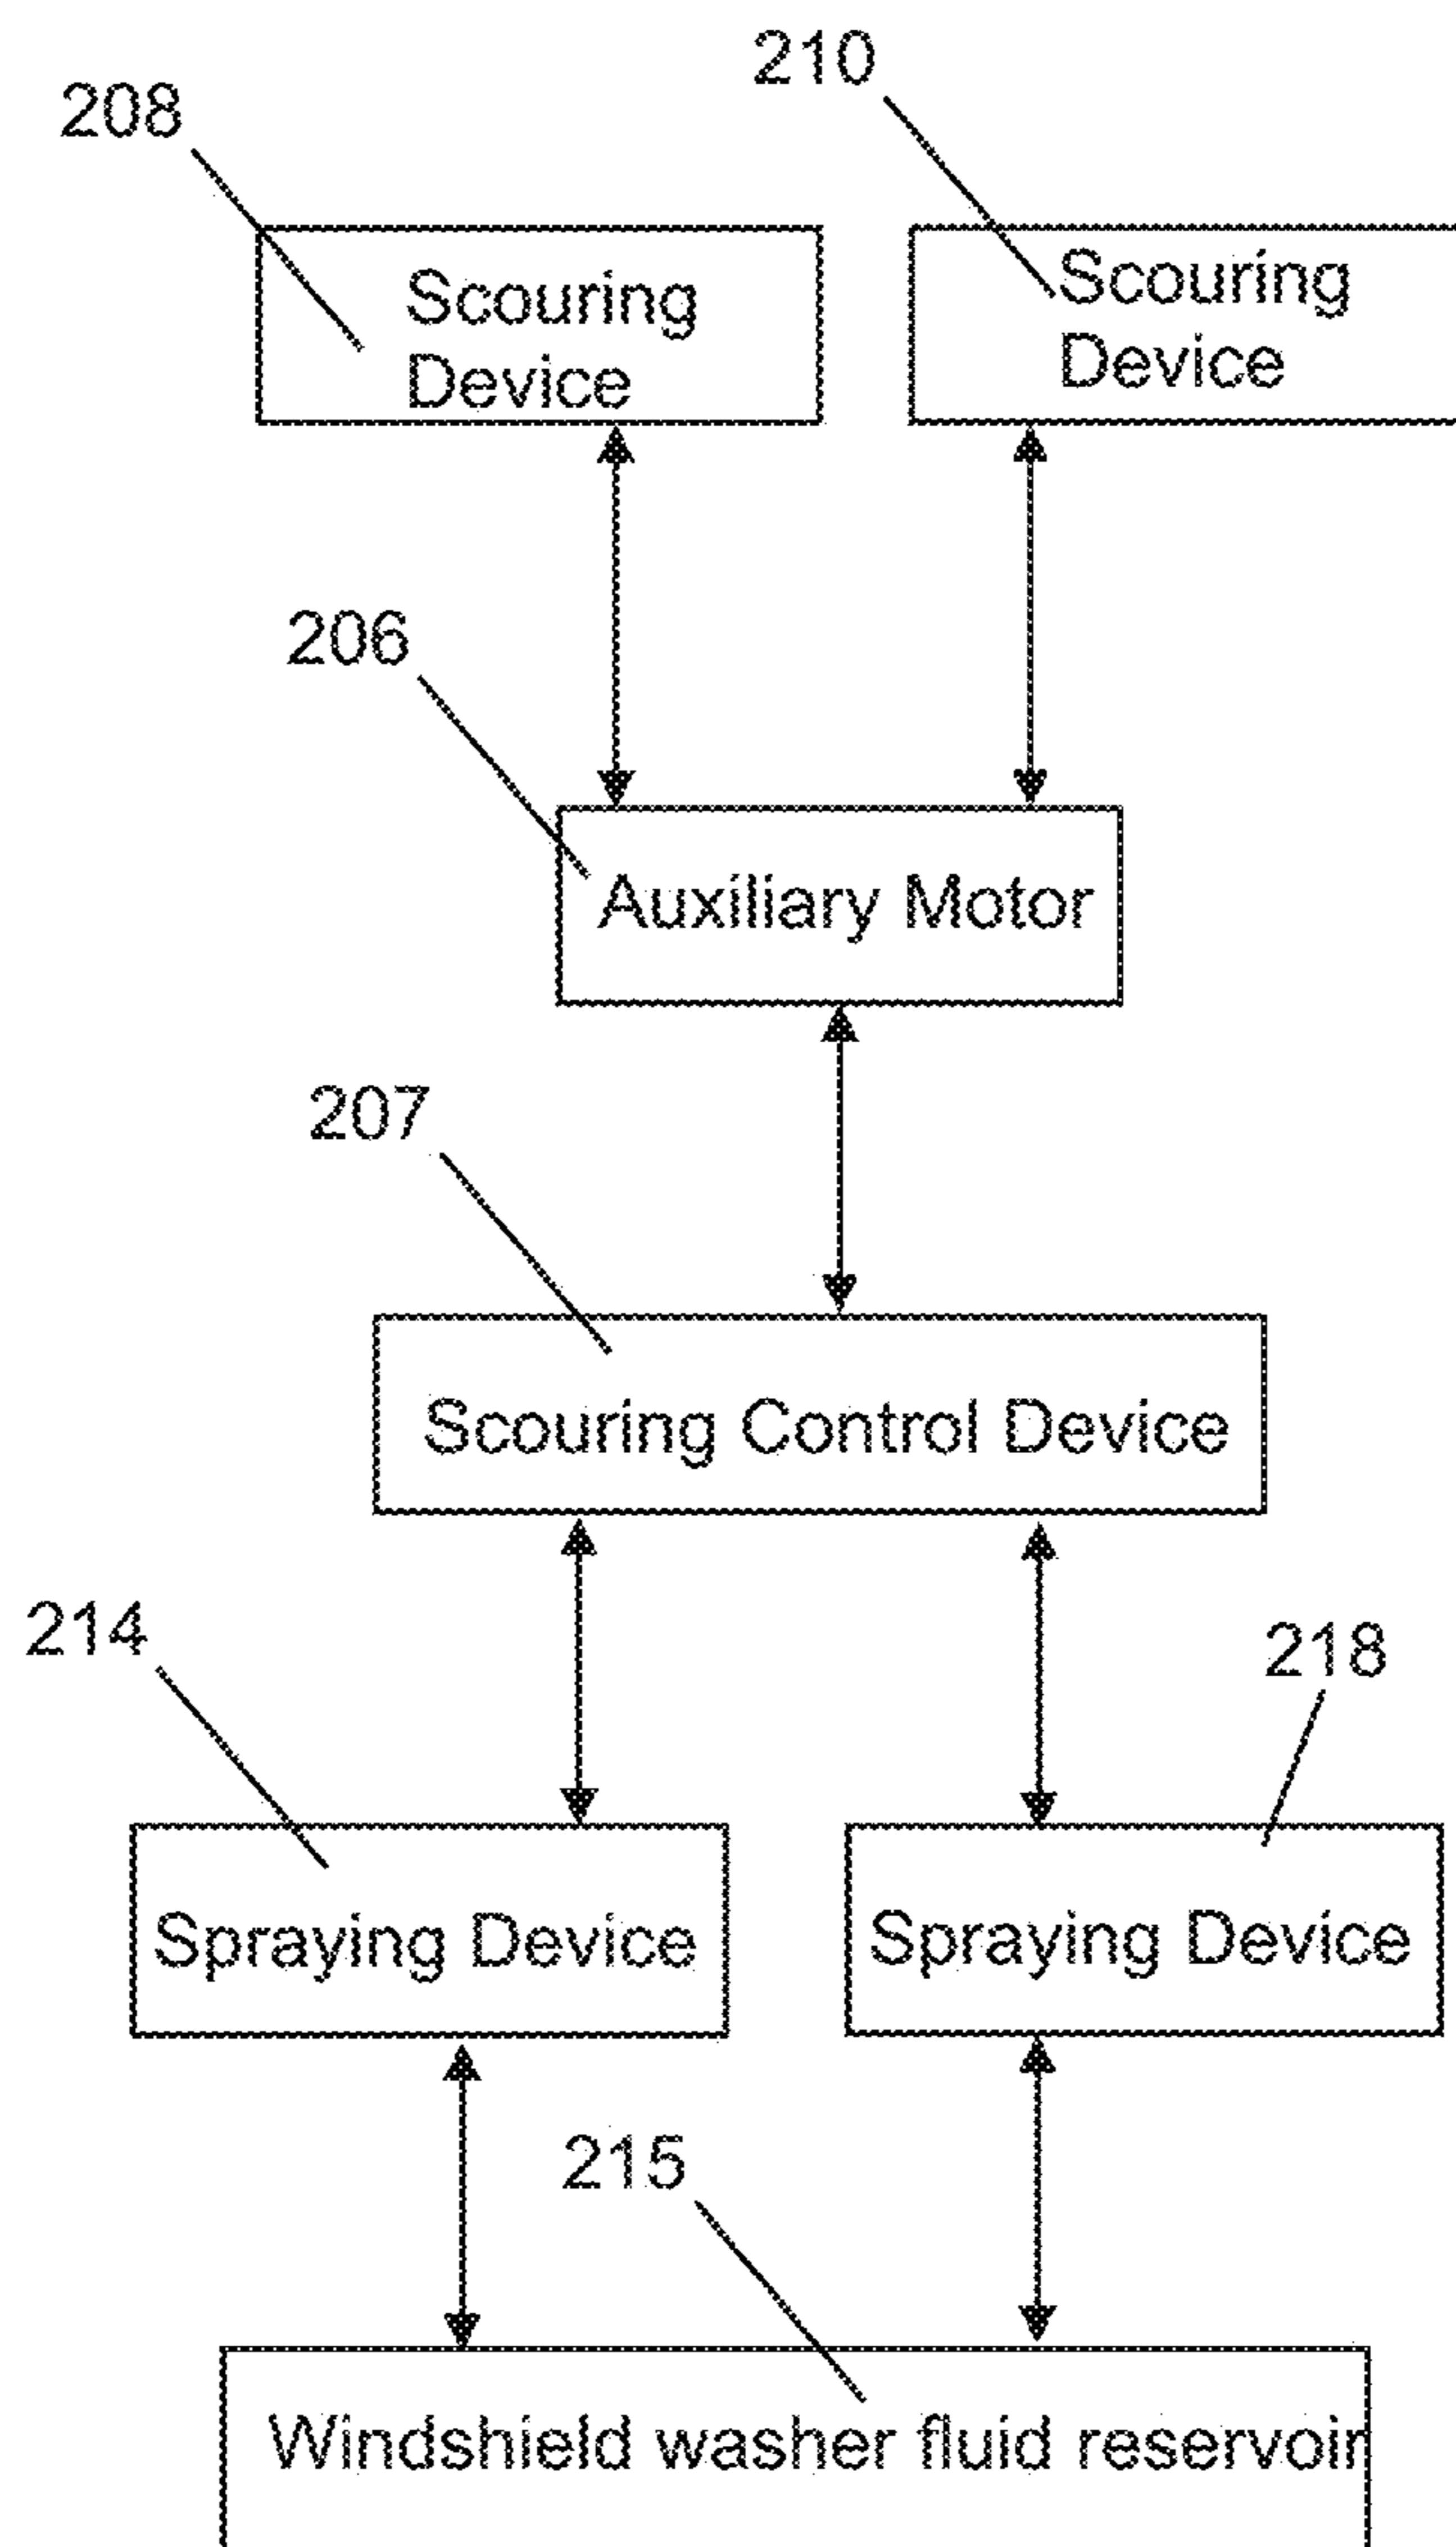 210
208
Scouring
Device
Scouring
Device
206
Auxiliary Motor
207
Scouring Control Device
214
218
Spraying Device
Spraying Device
215
Windshield washer fluid reservoir